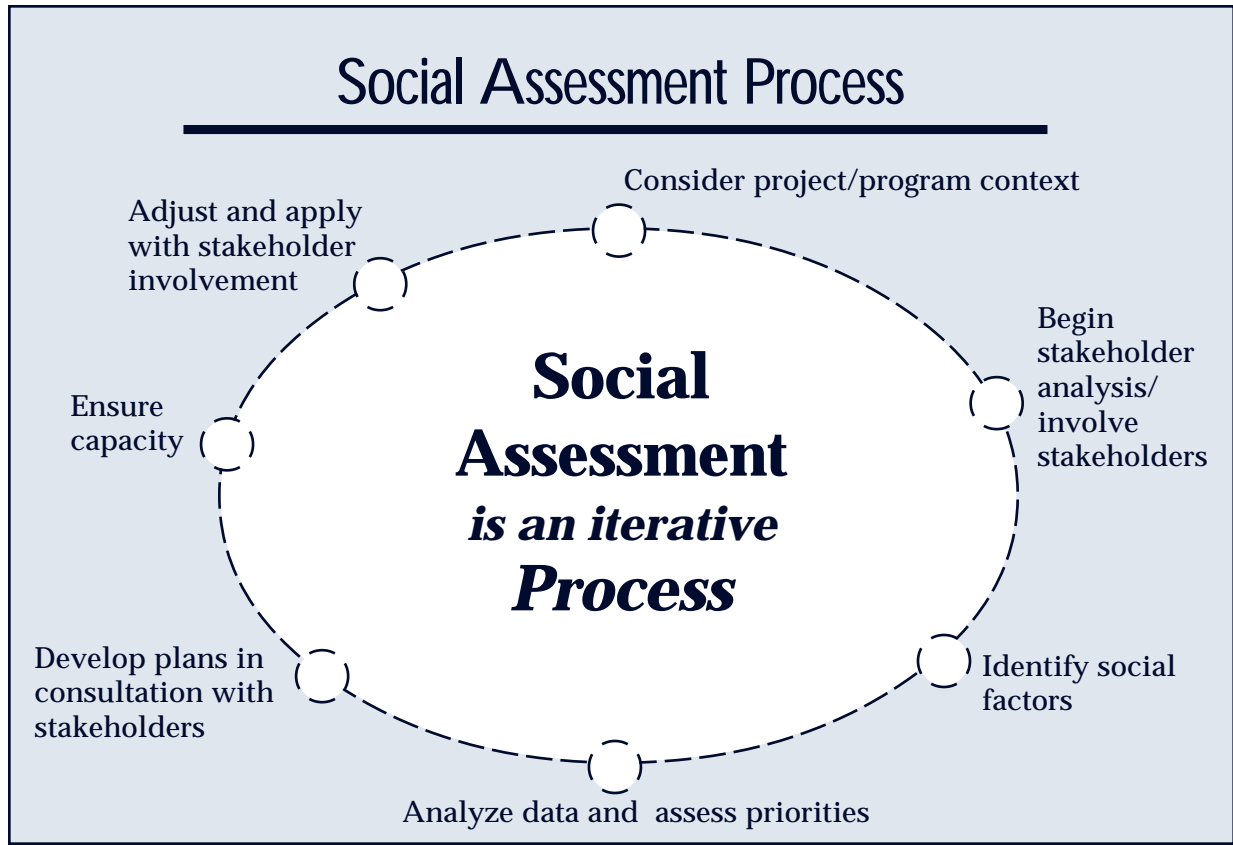 Social Assessment Process
Consider project/program context
Adjust and apply
with stakeholder
involvement
Begin
stakeholder
analysis/
involve
stakeholders
Social
Assessment
is an iterative
Process
Ensure
capacity
Develop plans in
consultation with
stakeholders
Identify social
factors
Analyze data and  assess priorities